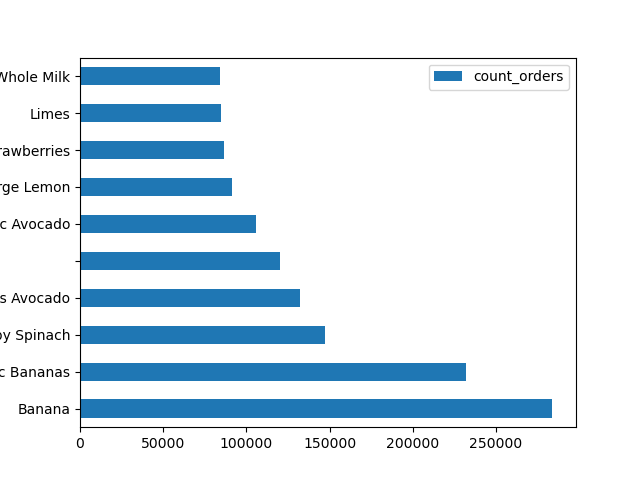 Whole Milk
Limes
rawberries
rge Lemon
c Avocado
s Avocado
by Spinach
c Bananas
Banana
count_orders
0 50000 100000 150000 200000 250000